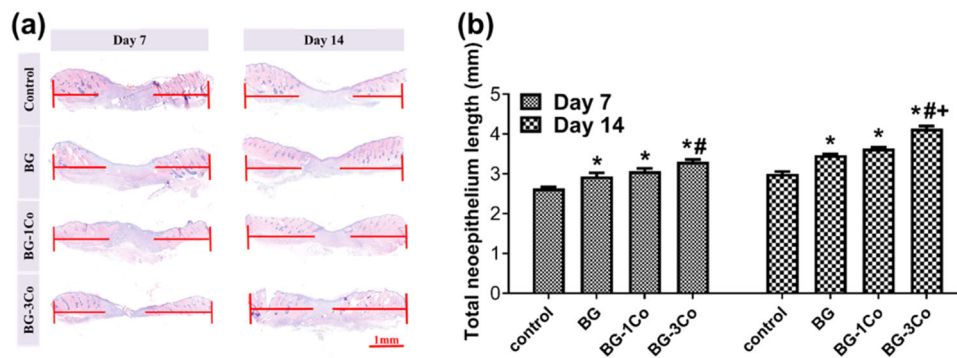 (a)
Day 7
Day 14
Control
BG
BG-1Co
BG-3Co
1mm
(b)
Total neoepithelium length (mm)
5
4
3
2
1
0
Day 7
Day 14
*
*
*#
*
*
*#+
control
BG
BG-1Co
BG-3Co
control
BG
BG-1Co
BG-3Co